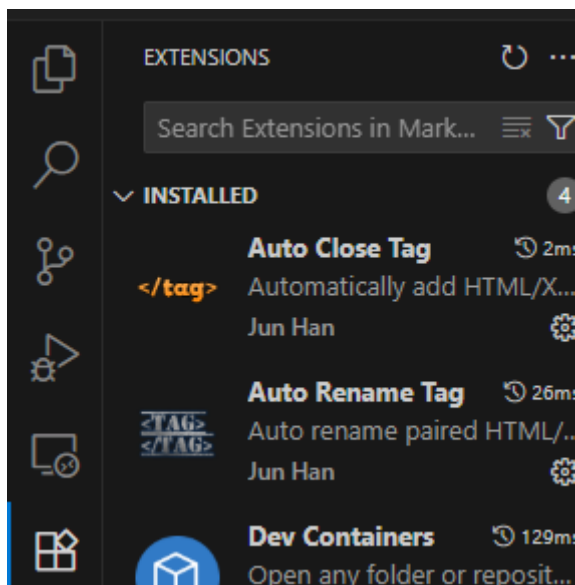 EXTENSIONS
Search Extensions in Mark...
INSTALLED 4
Auto Close Tag 2ms
</tag> Automatically add HTML/X...
Jun Han
Auto Rename Tag 26ms
<TAG>
</TAG> Auto rename paired HTML/...
Jun Han
Dev Containers 129ms
Open any folder or reposit...